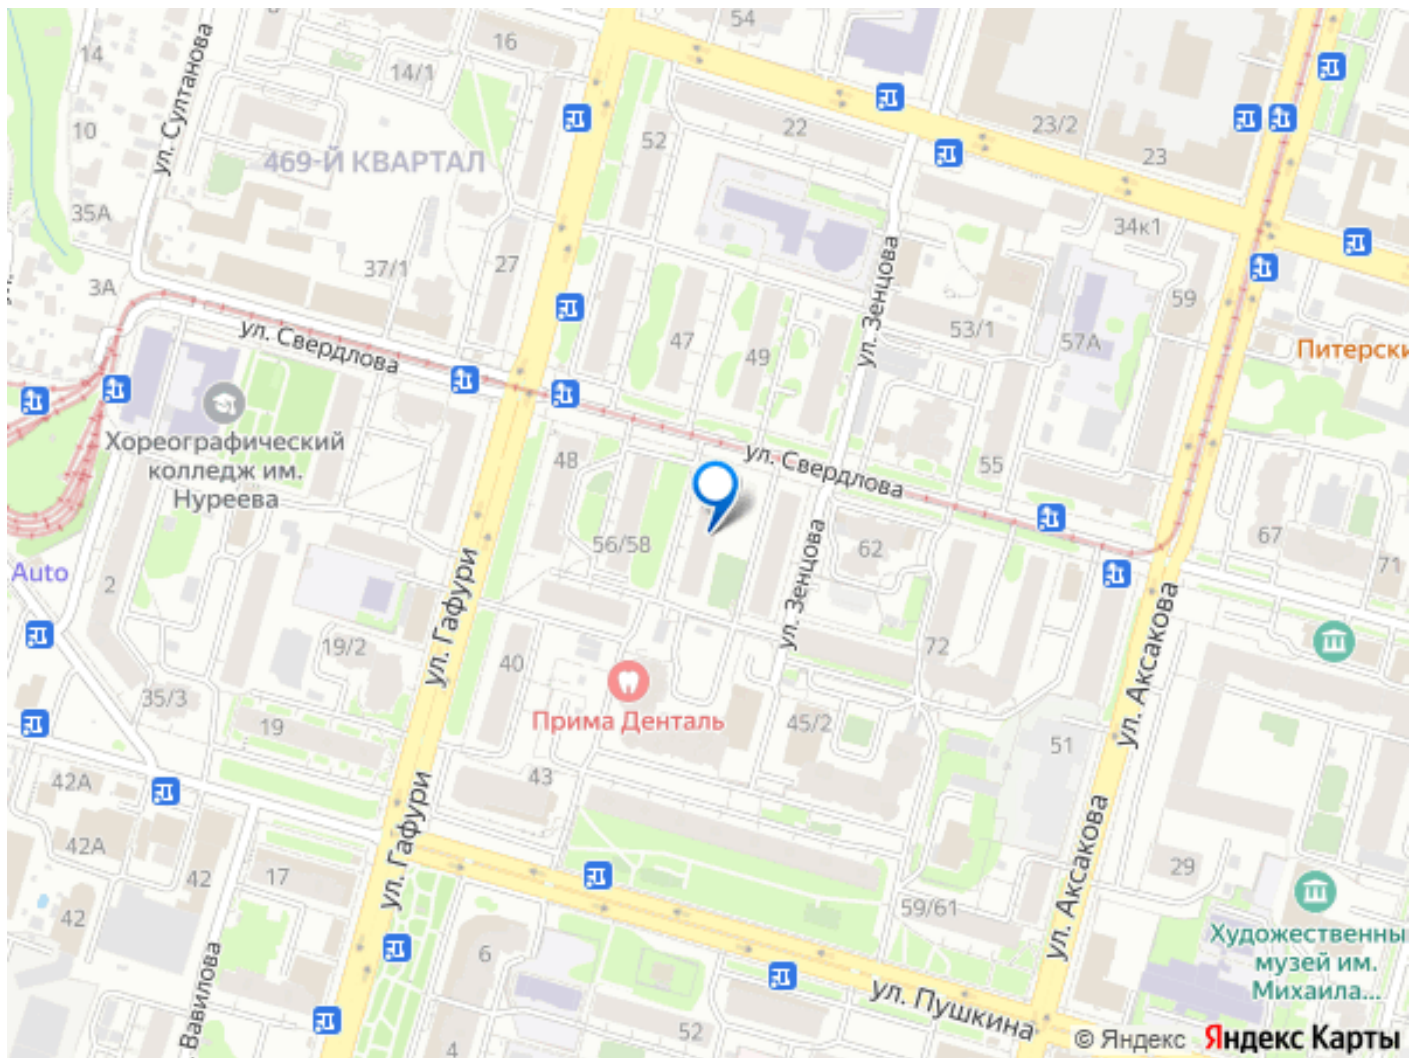 54
16
14
14/1
ул. Султанова
10
52
22
23/2
23
469-Й КВАРТАЛ
35А
34к1
37/1
27
3А
59
ул. Зенцова
ул. Свердлова
47
49
53/1
57А
Питерски
Хореографический
колледж им.
Нуреева
48
ул. Свердлова
55
56/58
62
67
71
Auto
2
ул. Гафури
ул. Зенцова
19/2
40
72
ул. Аксакова
35/3
19
Прима Денталь
45/2
51
42А
43
42А
ул. Гафури
ул. Аксакова
17
42
29
42
59/61
Художественны
музей им.
Михаила...
Вавилова
6
ул. Пушкина
52
4
© Яндекс Яндекс Карты